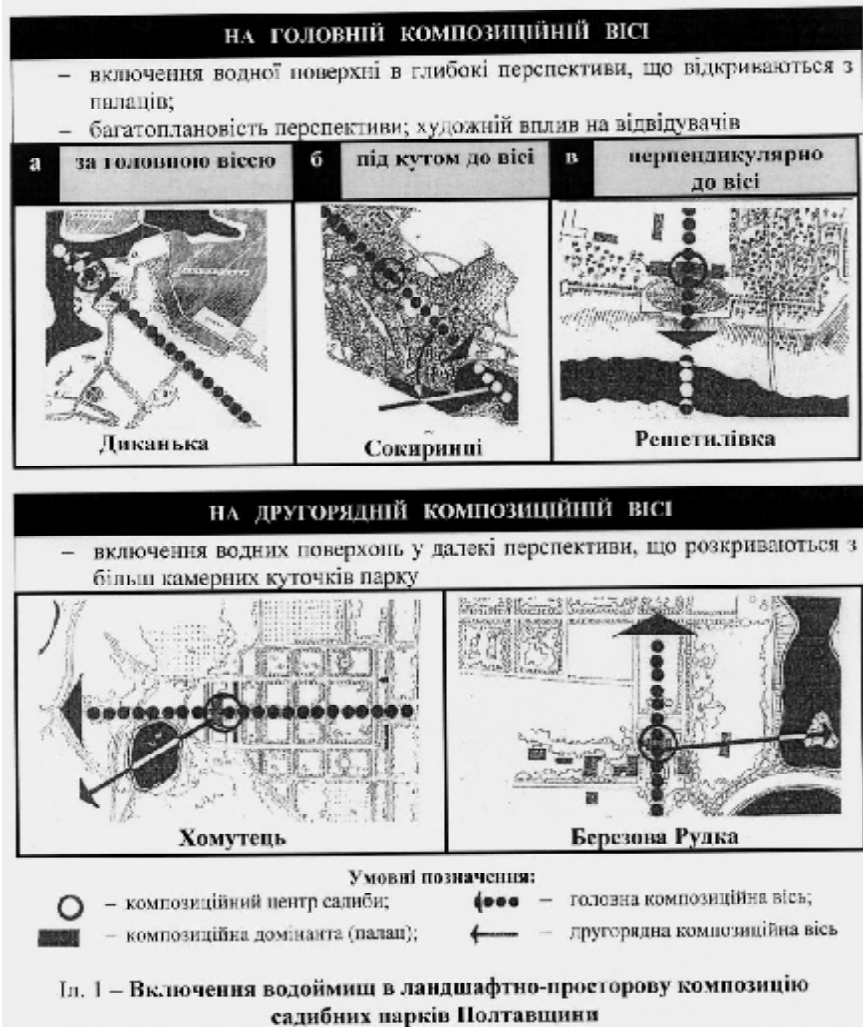 НА ГОЛОВНІЙ КОМПОЗИЦІЙНІЙ ВІСІ
– включення водної поверхні в глибокі перспективи, що відкриваються з
палаців;
– багатоплановість перспективи; художній вплив на відвідувачів
а за головною віссю б під кутом до вісі в перпендикулярно
до вісі
Диканька Сокиринці Решетилівка
НА ДРУГОРЯДНІЙ КОМПОЗИЦІЙНІЙ ВІСІ
– включення водних поверхонь у далекі перспективи, що розкриваються з
більш камерних куточків парку
Хомутець Березова Рудка
Умовні позначення:
– композиційний центр садиби; – головна композиційна вісь;
– композиційна домінанта (палац); – другорядна композиційна вісь
Іл. 1 – Включення водоймищ в ландшафтно-просторову композицію
садибних парків Полтавщини